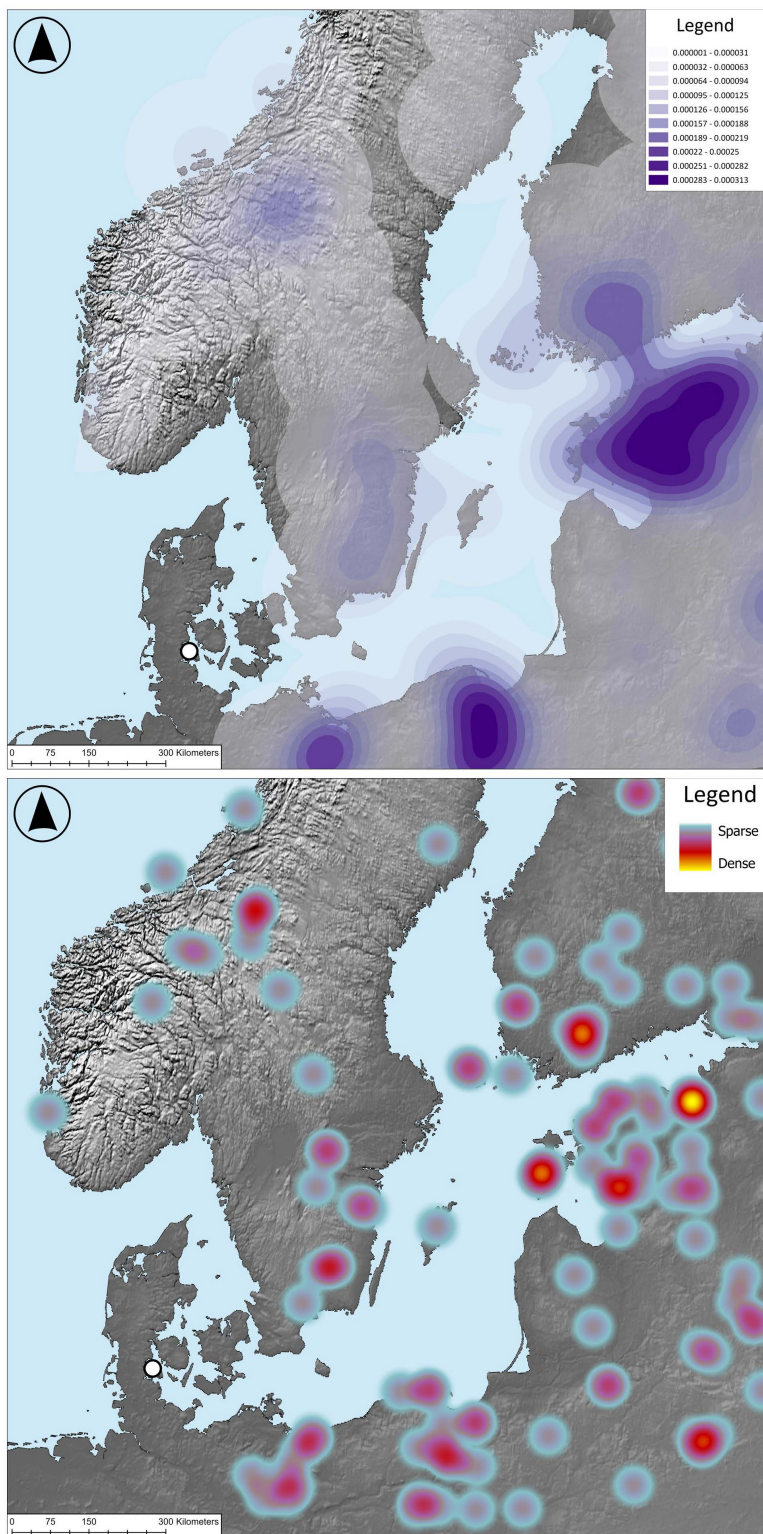 Legend
0.000001 - 0.000031
0.000032 - 0.000063
0.000064 - 0.000094
0.000095 - 0.000125
0.000126 - 0.000156
0.000157 - 0.000188
0.000189 - 0.000219
0.00022 - 0.00025
0.000251 - 0.000282
0.000283 - 0.000313
0 75 150 300 Kilometers
Legend
Sparse
Dense
0 75 150 300 Kilometers